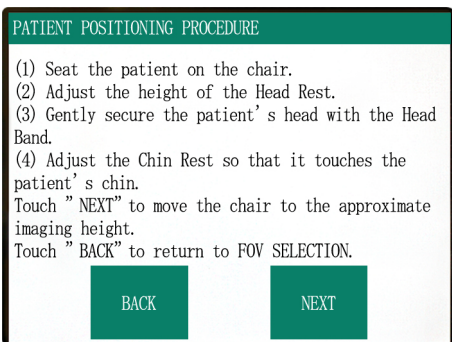 PATIENT POSITIONING PROCEDURE
(1) Seat the patient on the chair.
(2) Adjust the height of the Head Rest.
(3) Gently secure the patient's head with the Head
Band.
(4) Adjust the Chin Rest so that it touches the
patient's chin.
Touch "NEXT" to move the chair to the approximate
imaging height.
Touch "BACK" to return to FOV SELECTION.
BACK NEXT